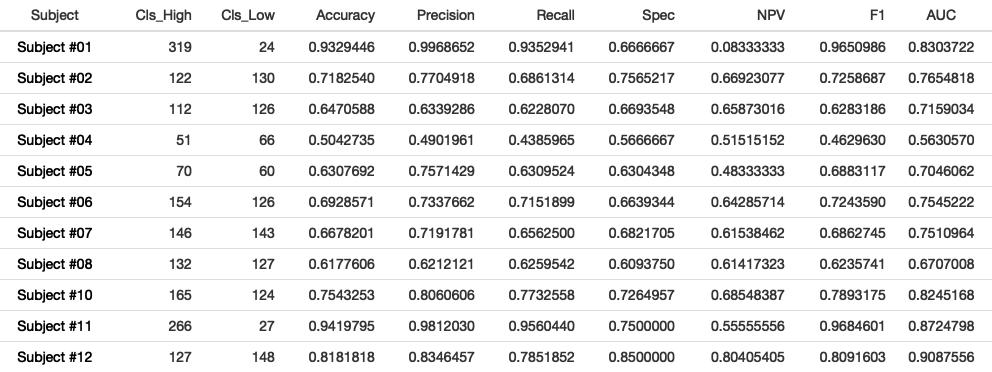 Subject Cls_High Cls_Low Accuracy Precision Recall Spec NPV F1 AUC
Subject #01 319 24 0.9329446 0.9968652 0.9352941 0.6666667 0.08333333 0.9650986 0.8303722
Subject #02 122 130 0.7182540 0.7704918 0.6861314 0.7565217 0.66923077 0.7258687 0.7654818
Subject #03 112 126 0.6470588 0.6339286 0.6228070 0.6693548 0.65873016 0.6283186 0.7159034
Subject #04 51 66 0.5042735 0.4901961 0.4385965 0.5666667 0.51515152 0.4629630 0.5630570
Subject #05 70 60 0.6307692 0.7571429 0.6309524 0.6304348 0.48333333 0.6883117 0.7046062
Subject #06 154 126 0.6928571 0.7337662 0.7151899 0.6639344 0.64285714 0.7243590 0.7545222
Subject #07 146 143 0.6678201 0.7191781 0.6562500 0.6821705 0.61538462 0.6862745 0.7510964
Subject #08 132 127 0.6177606 0.6212121 0.6259542 0.6093750 0.61417323 0.6235741 0.6707008
Subject #10 165 124 0.7543253 0.8060606 0.7732558 0.7264957 0.68548387 0.7893175 0.8245168
Subject #11 266 27 0.9419795 0.9812030 0.9560440 0.7500000 0.55555556 0.9684601 0.8724798
Subject #12 127 148 0.8181818 0.8346457 0.7851852 0.8500000 0.80405405 0.8091603 0.9087556